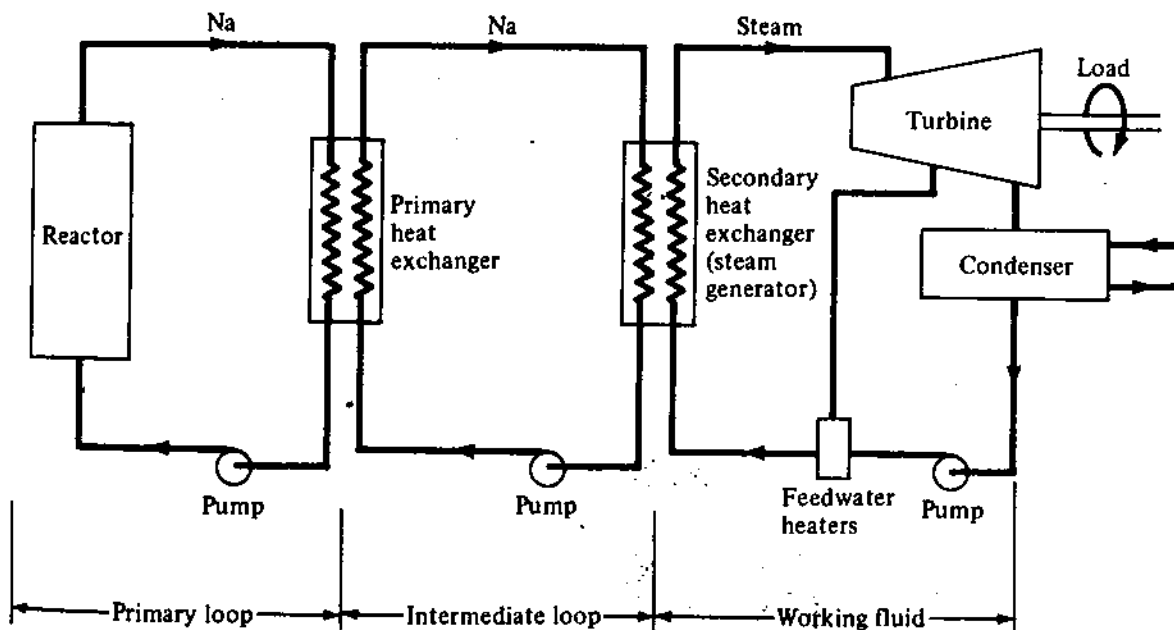 Na
Na
Steam
Load
Turbine
Reactor
Primary
heat
exchanger
Secondary
heat
exchanger
(steam
generator)
Condenser
Pump
Pump
Feedwater
heaters
Pump
Primary loop
Intermediate loop
Working fluid